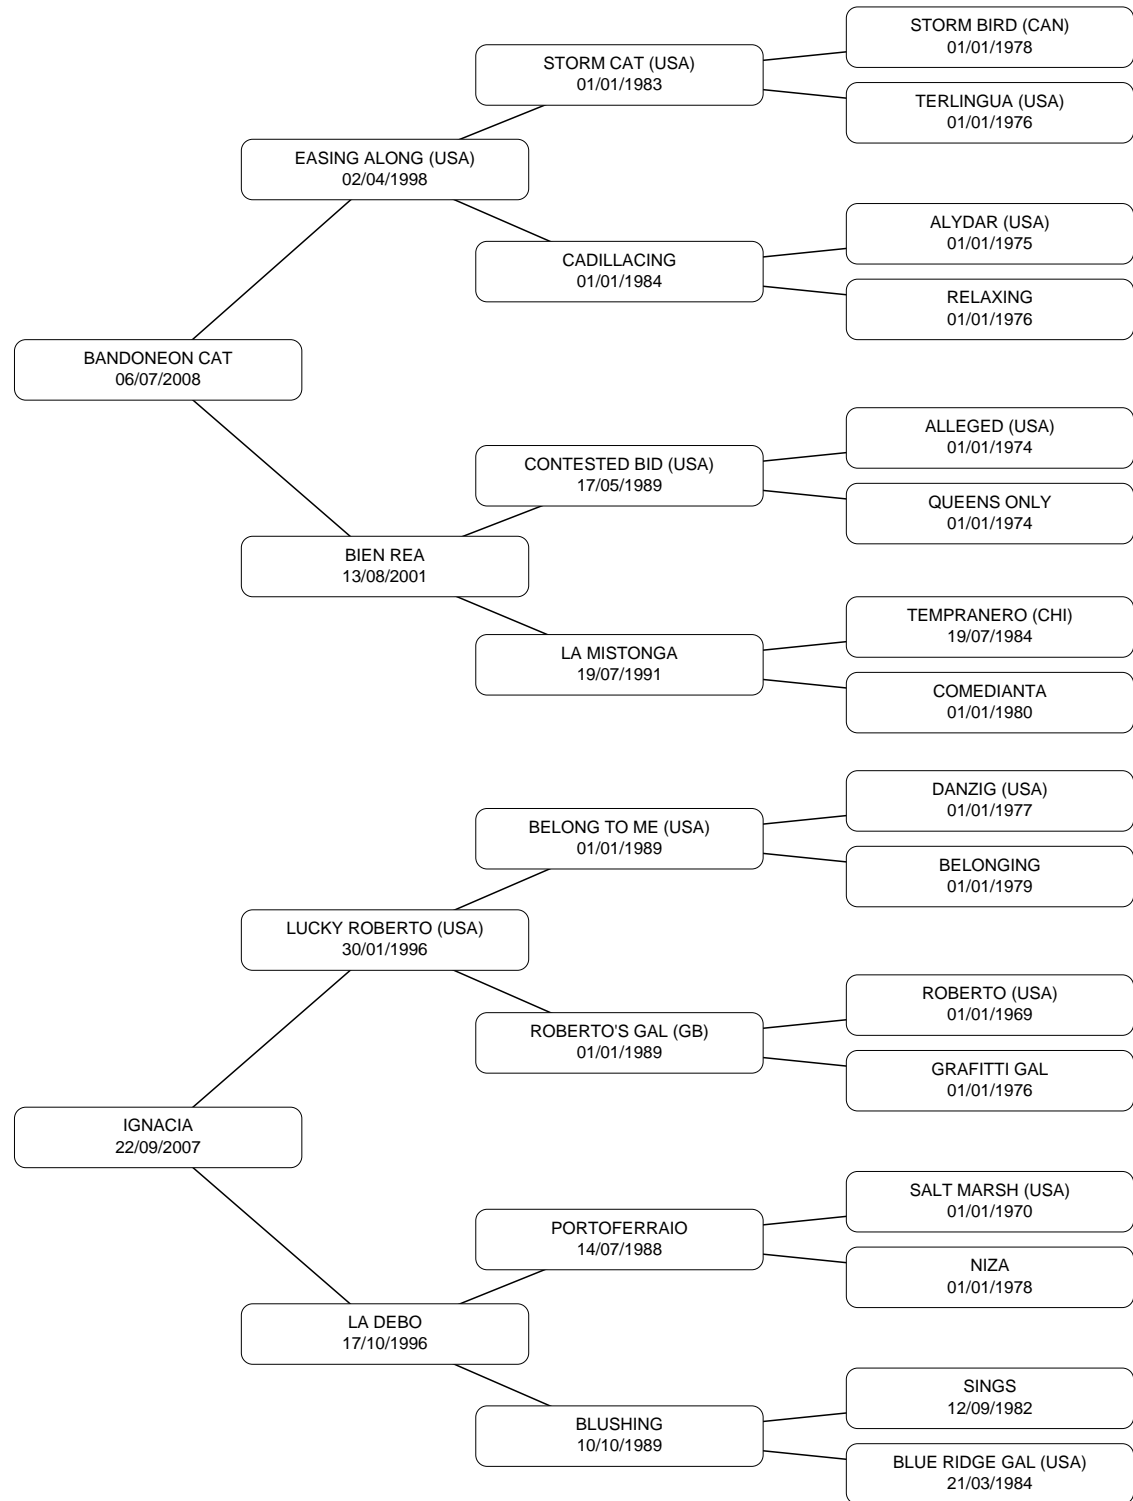 STORM BIRD (CAN)
01/01/1978
STORM CAT (USA)
01/01/1983
TERLINGUA (USA)
01/01/1976
EASING ALONG (USA)
02/04/1998
ALYDAR (USA)
01/01/1975
CADILLACING
01/01/1984
RELAXING
01/01/1976
BANDONEON CAT
06/07/2008
ALLEGED (USA)
01/01/1974
CONTESTED BID (USA)
17/05/1989
QUEENS ONLY
01/01/1974
BIEN REA
13/08/2001
TEMPRANERO (CHI)
19/07/1984
LA MISTONGA
19/07/1991
COMEDIANTA
01/01/1980
DANZIG (USA)
01/01/1977
BELONG TO ME (USA)
01/01/1989
BELONGING
01/01/1979
LUCKY ROBERTO (USA)
30/01/1996
ROBERTO (USA)
01/01/1969
ROBERTO'S GAL (GB)
01/01/1989
GRAFITTI GAL
01/01/1976
IGNACIA
22/09/2007
SALT MARSH (USA)
01/01/1970
PORTOFERRAIO
14/07/1988
NIZA
01/01/1978
LA DEBO
17/10/1996
SINGS
12/09/1982
BLUSHING
10/10/1989
BLUE RIDGE GAL (USA)
21/03/1984